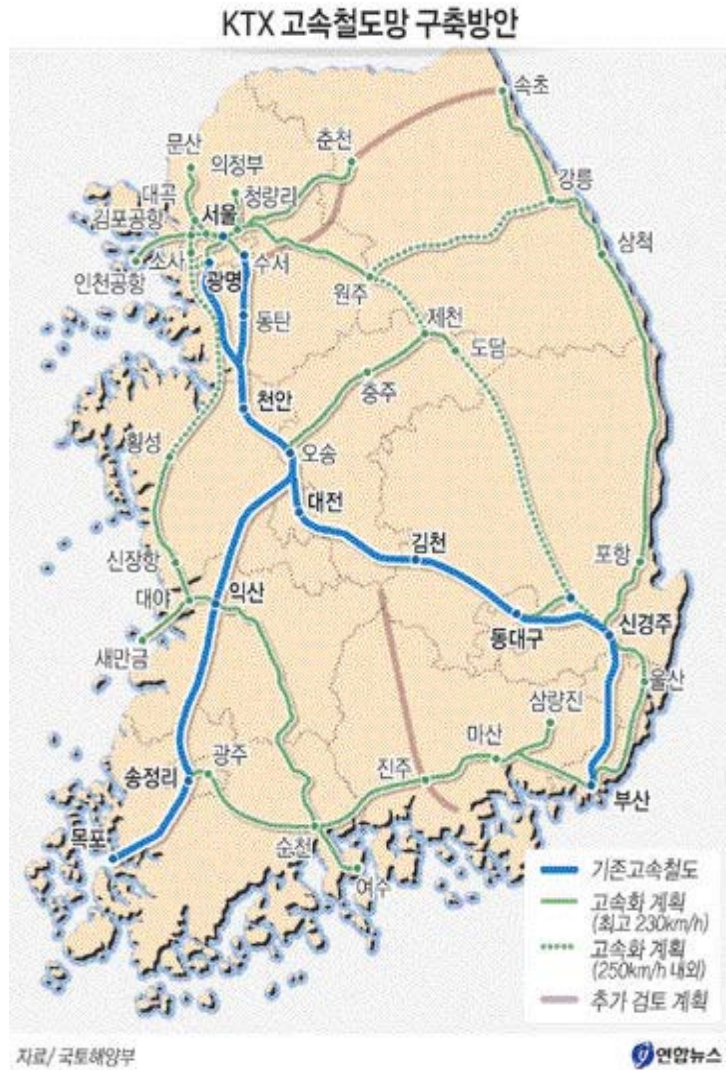 KTX 고속철도망 구축방안
속초
문산
의정부
춘천
대곡
청량리
강릉
김포공항
서울
삼척
소사
수서
인천공항
광명
원주
동탄
제천
도담
충주
천안
횡성
오송
대전
김천
포항
신장항
대야
익산
동대구
신경주
새만금
울산
삼량진
마산
광주
진주
송정리
부산
목포
순천
여수
기존고속철도
고속화 계획
(최고 230km/h)
고속화 계획
(250km/h 내외)
추가 검토 계획
자료/ 국토해양부
연합뉴스